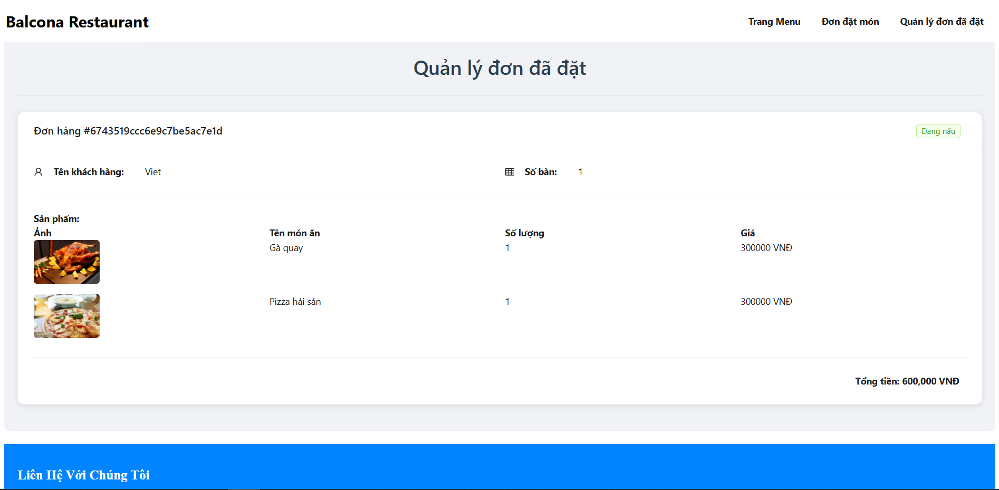 Balcona Restaurant
Trang Menu Đơn đặt món Quản lý đơn đã đặt
Quản lý đơn đã đặt
Đơn hàng #6743519ccc6e9c7be5ac7e1d Đang nấu
Tên khách hàng: Viet Số bàn: 1
Sản phẩm:
Ảnh Tên món ăn Số lượng Giá
Gà quay 1 300000 VNĐ
Pizza hải sản 1 300000 VNĐ
Tổng tiền: 600,000 VNĐ
Liên Hệ Với Chúng Tôi